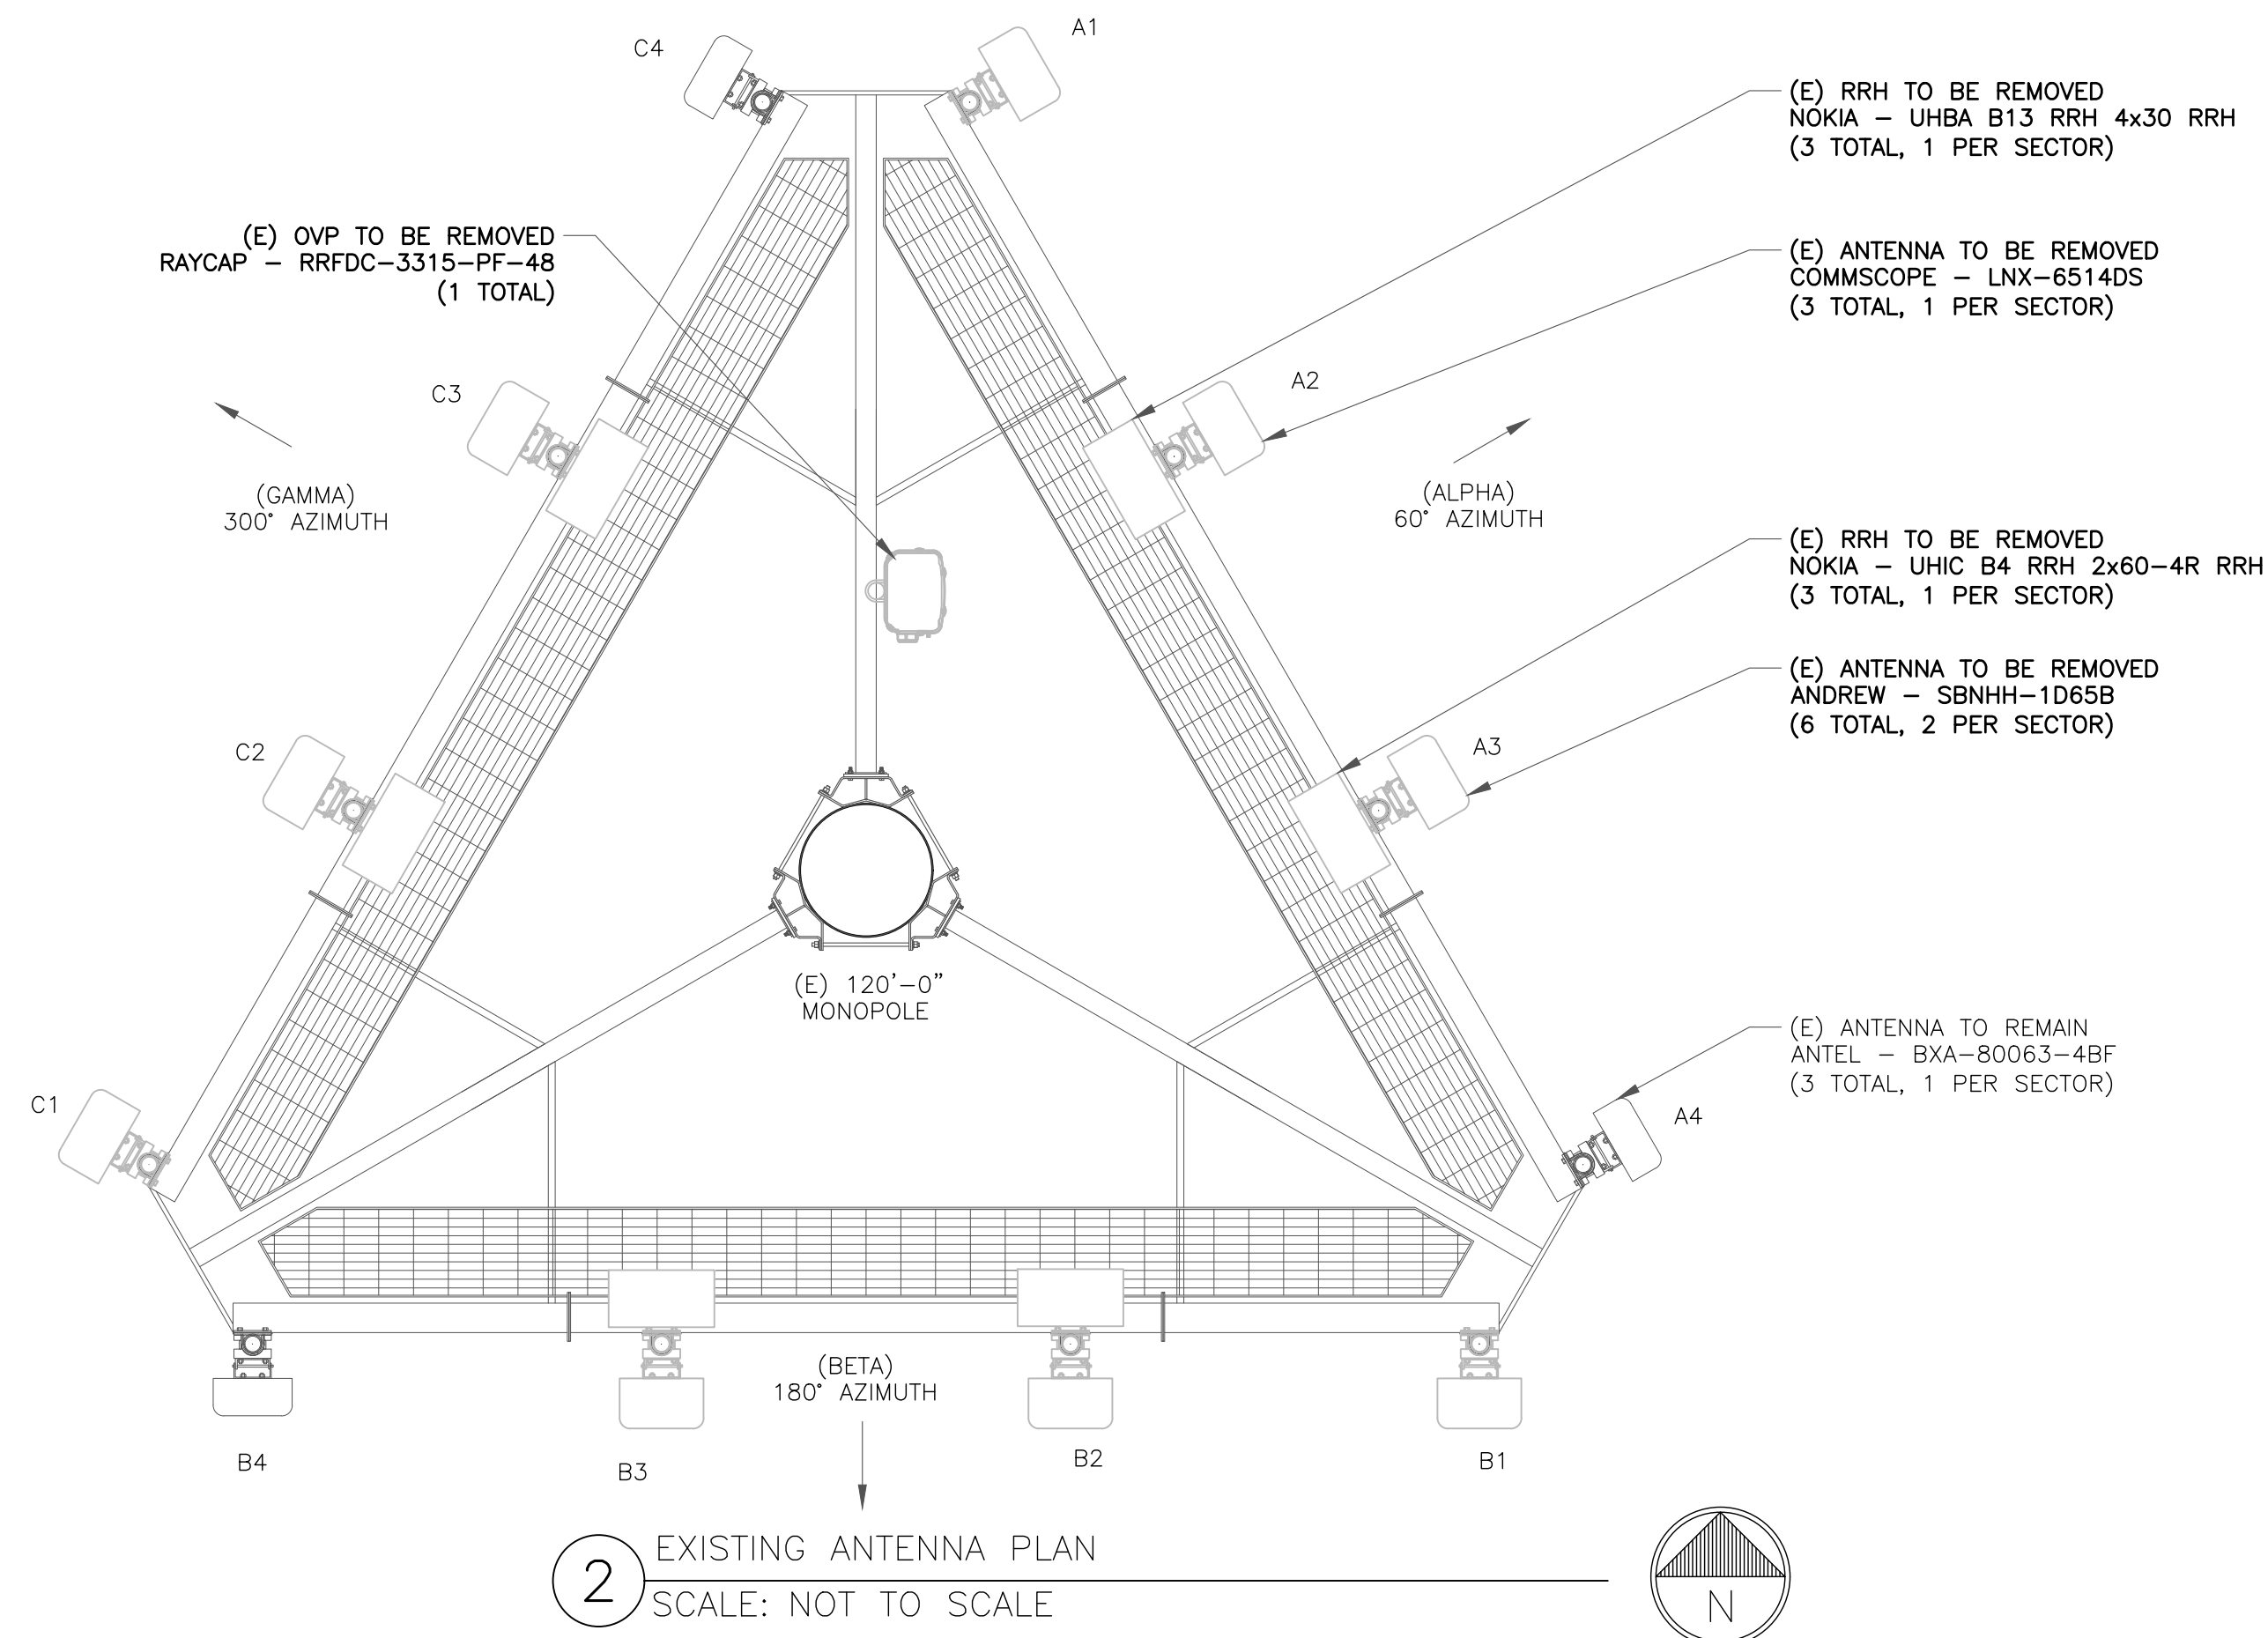 C4
A1
(E) RRH TO BE REMOVED
NOKIA – UHBA B13 RRH 4x30 RRH
(3 TOTAL, 1 PER SECTOR)
(E) OVP TO BE REMOVED
RAYCAP – RRFDC-3315-PF-48
(1 TOTAL)
(E) ANTENNA TO BE REMOVED
COMMSCOPE – LNX-6514DS
(3 TOTAL, 1 PER SECTOR)
C3
A2
(GAMMA)
300° AZIMUTH
(ALPHA)
60° AZIMUTH
(E) RRH TO BE REMOVED
NOKIA – UHIC B4 RRH 2x60-4R RRH
(3 TOTAL, 1 PER SECTOR)
(E) ANTENNA TO BE REMOVED
ANDREW – SBNHH-1D65B
(6 TOTAL, 2 PER SECTOR)
C2
A3
(E) 120'-0"
MONOPOLE
(E) ANTENNA TO REMAIN
ANTEL – BXA-80063-4BF
(3 TOTAL, 1 PER SECTOR)
C1
A4
(BETA)
180° AZIMUTH
B4
B3
B2
B1
2
EXISTING ANTENNA PLAN
SCALE: NOT TO SCALE
N